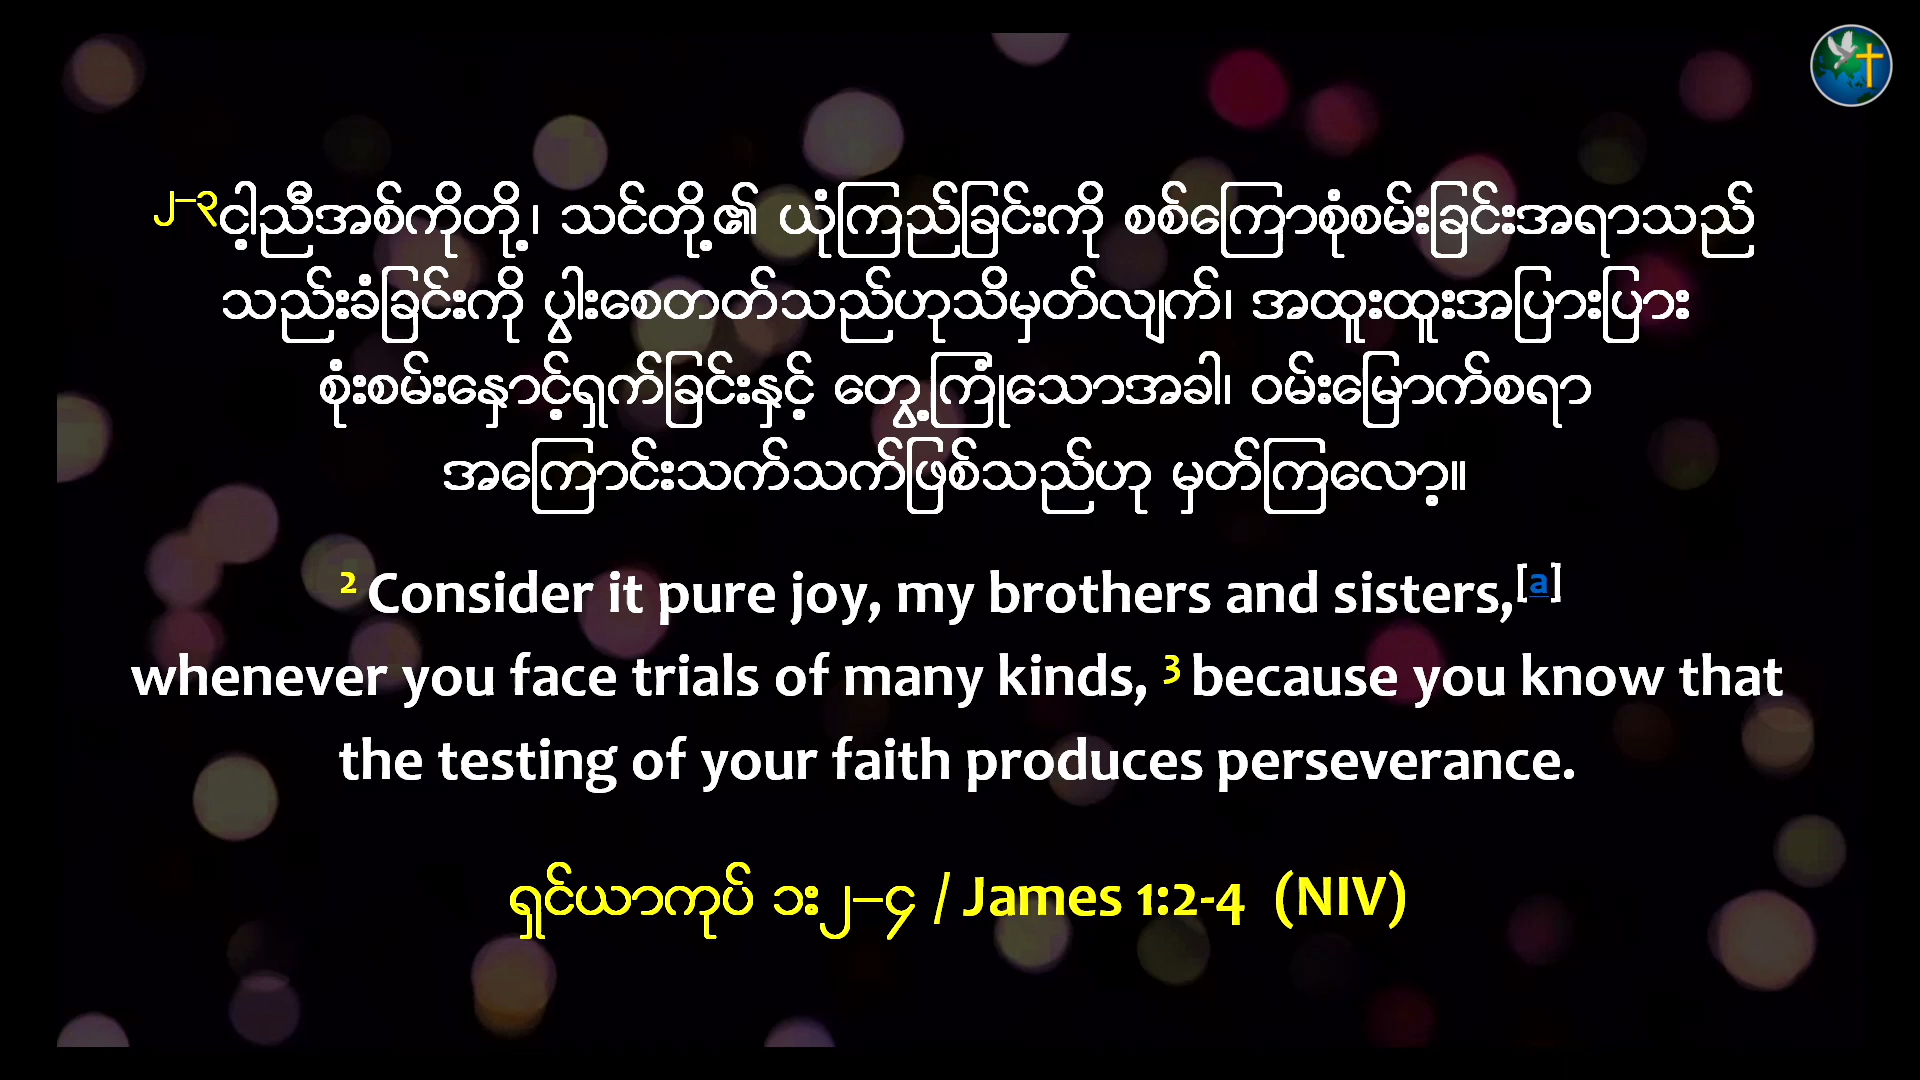 ၂–၃ငါ့ညီအစ်ကိုတို့၊ သင်တို့၏ ယုံကြည်ခြင်းကို စစ်ကြောစုံစမ်းခြင်းအရာသည်
သည်းခံခြင်းကို ပွါးစေတတ်သည်ဟုသိမှတ်လျက်၊ အထူးထူးအပြားပြား
စုံးစမ်းနှောင့်ရှက်ခြင်းနှင့် တွေ့ကြုံသောအခါ၊ ဝမ်းမြောက်စရာ
အကြောင်းသက်သက်ဖြစ်သည်ဟု မှတ်ကြလော့။
2 Consider it pure joy, my brothers and sisters,[a]
whenever you face trials of many kinds, 3 because you know that
the testing of your faith produces perseverance.
ရှင်ယာကုပ် ၁း၂–၄ / James 1:2-4 (NIV)